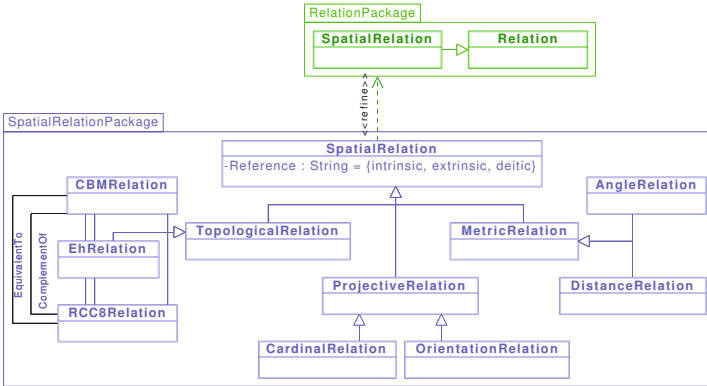 RelationPackage
SpatialRelation
Relation
<<refine>>
SpatialRelationPackage
SpatialRelation
-Reference : String = {intrinsic, extrinsic, deitic}
CBMRelation
AngleRelation
EquivalentTo
ComplementOf
EhRelation
TopologicalRelation
MetricRelation
RCC8Relation
ProjectiveRelation
DistanceRelation
CardinalRelation
OrientationRelation